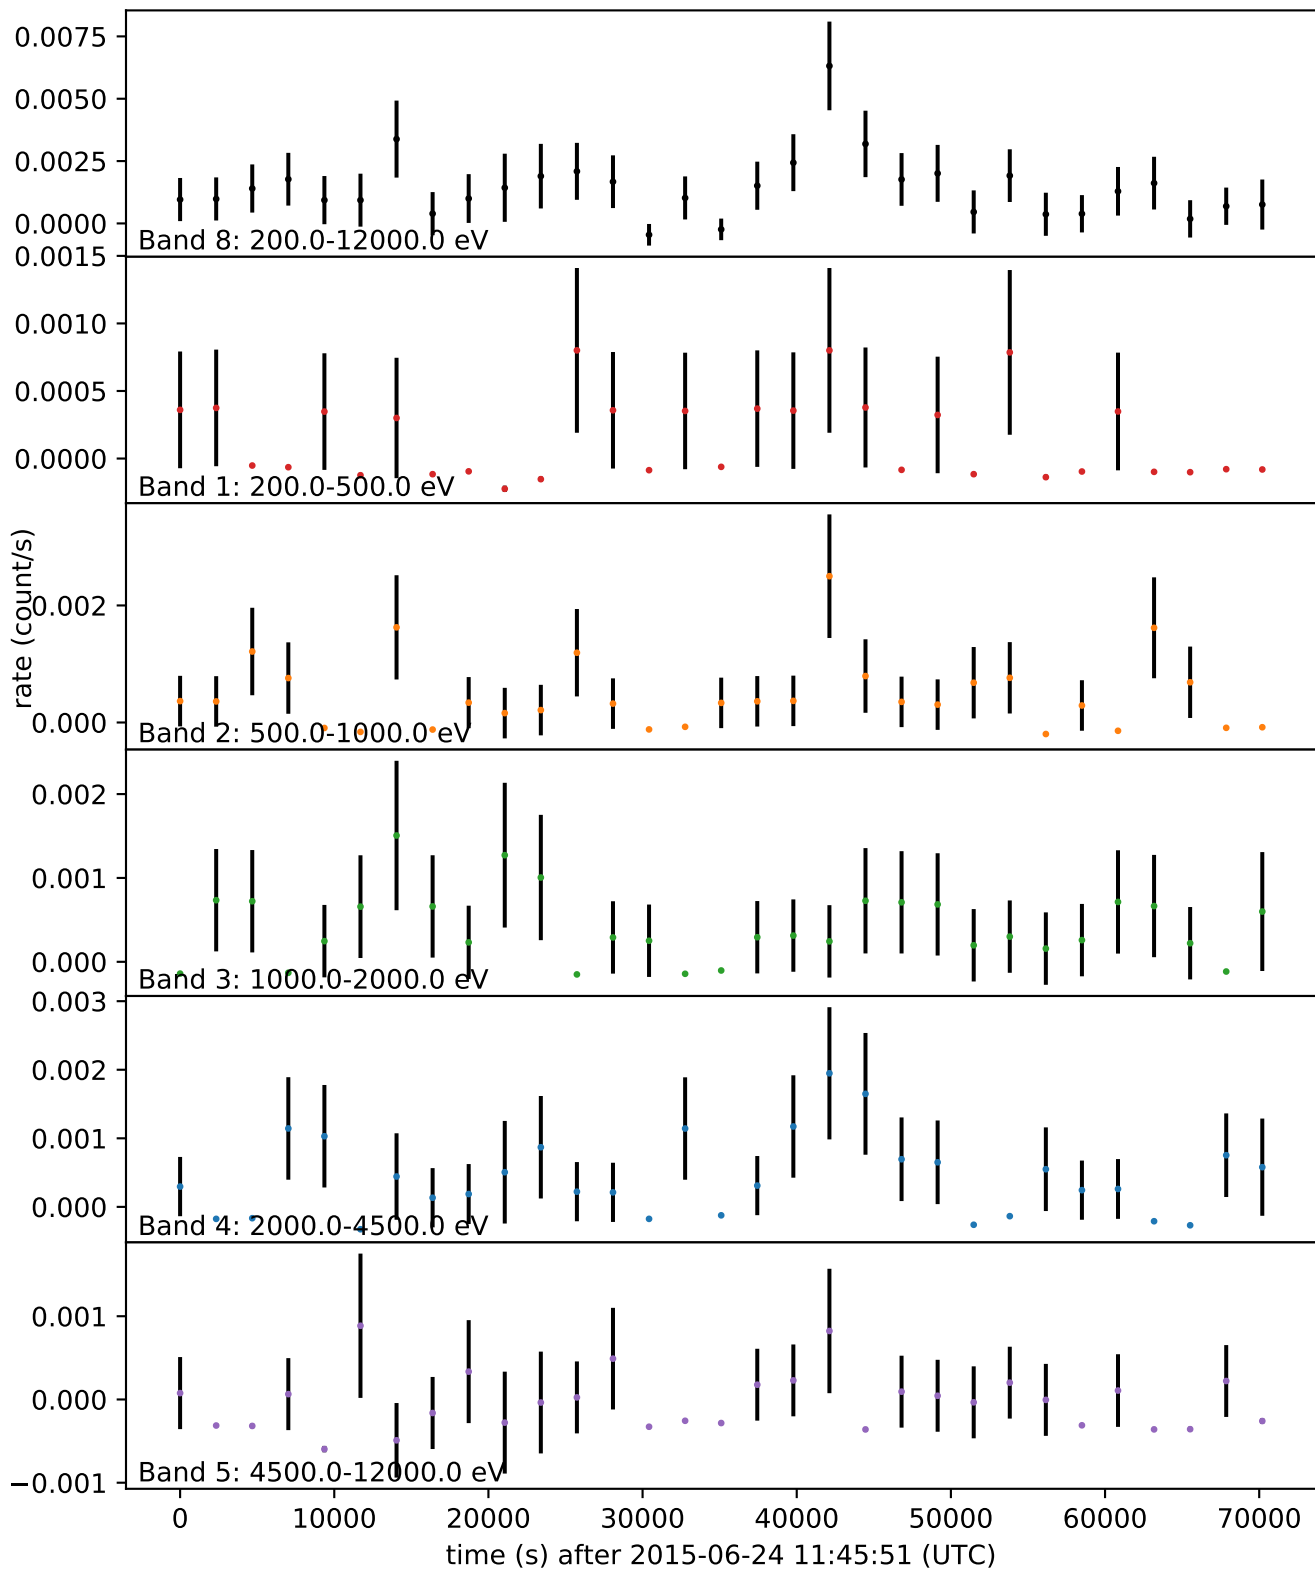 0.0075
0.0050
0.0025
0.0000
Band 8: 200.0-12000.0 eV
0.0015
0.0010
0.0005
0.0000
Band 1: 200.0-500.0 eV
rate (count/s)
0.002
0.000
Band 2: 500.0-1000.0 eV
0.002
0.001
0.000
Band 3: 1000.0-2000.0 eV
0.003
0.002
0.001
0.000
Band 4: 2000.0-4500.0 eV
0.001
0.000
−0.001
Band 5: 4500.0-12000.0 eV
0 10000 20000 30000 40000 50000 60000 70000
time (s) after 2015-06-24 11:45:51 (UTC)